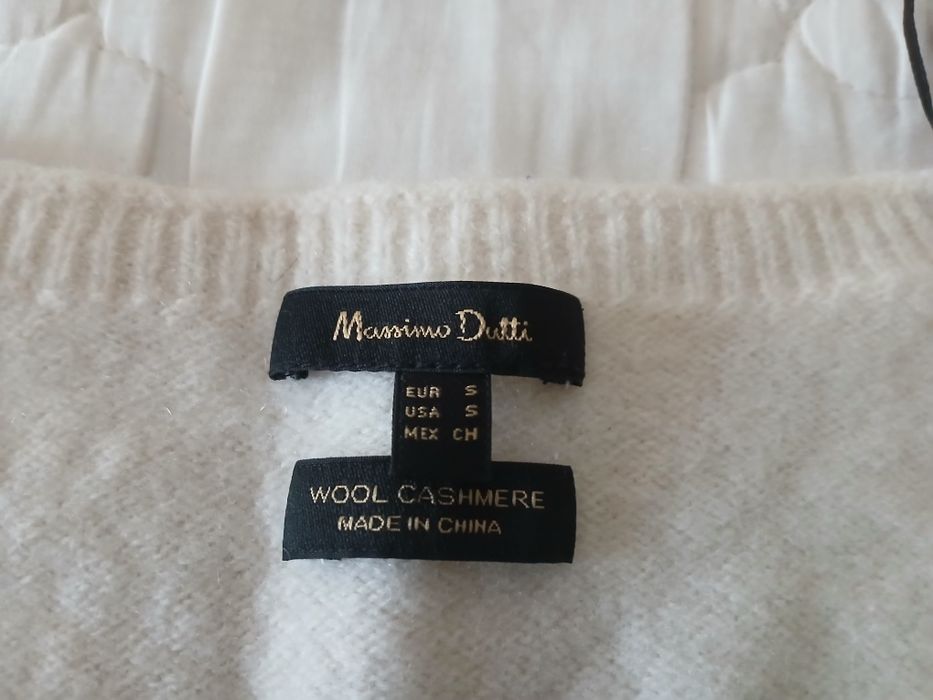 Massimo Dutti
EUR S
USA S
MEX CH
WOOL CASHMERE
MADE IN CHINA